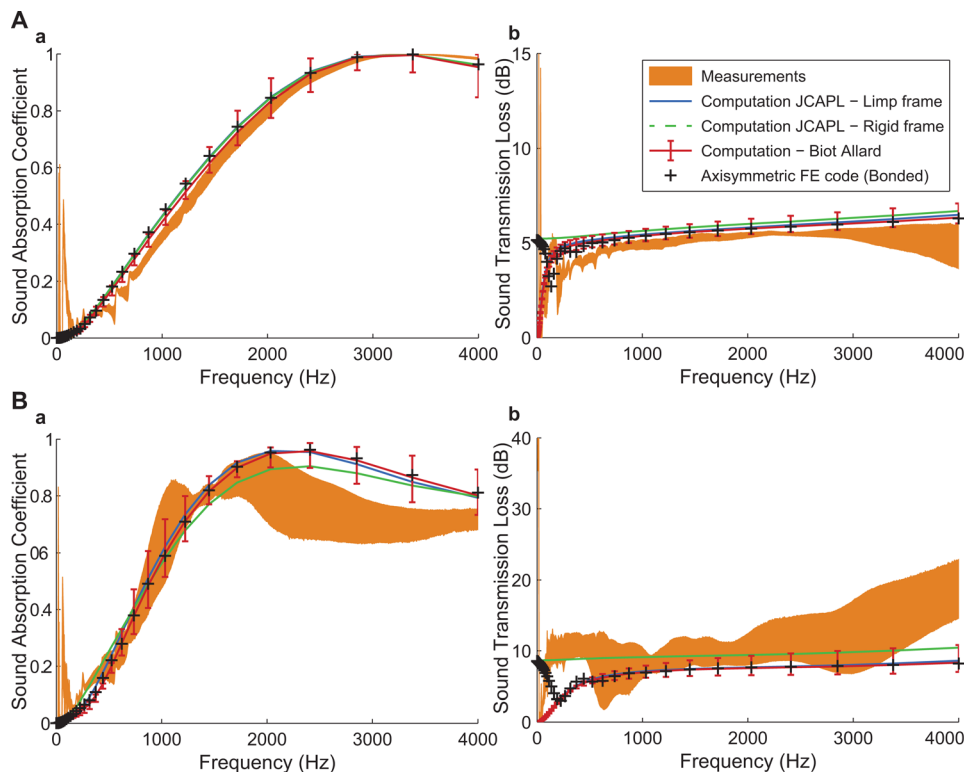 A
a
Sound Absorption Coefficient
1
0.8
0.6
0.4
0.2
0
0
1000
2000
3000
4000
Frequency (Hz)
b
Sound Transmission Loss (dB)
15
10
5
0
0
1000
2000
3000
4000
Frequency (Hz)
Measurements
Computation JCAPL − Limp frame
Computation JCAPL − Rigid frame
Computation − Biot Allard
Axisymmetric FE code (Bonded)
B
a
Sound Absorption Coefficient
1
0.8
06
0.4
0.2
0
0
1000
2000
3000
4000
Frequency (Hz)
b
Sound Transmission Loss (dB)
40
30
20
10
0
0
1000
2000
3000
4000
Frequency (Hz)